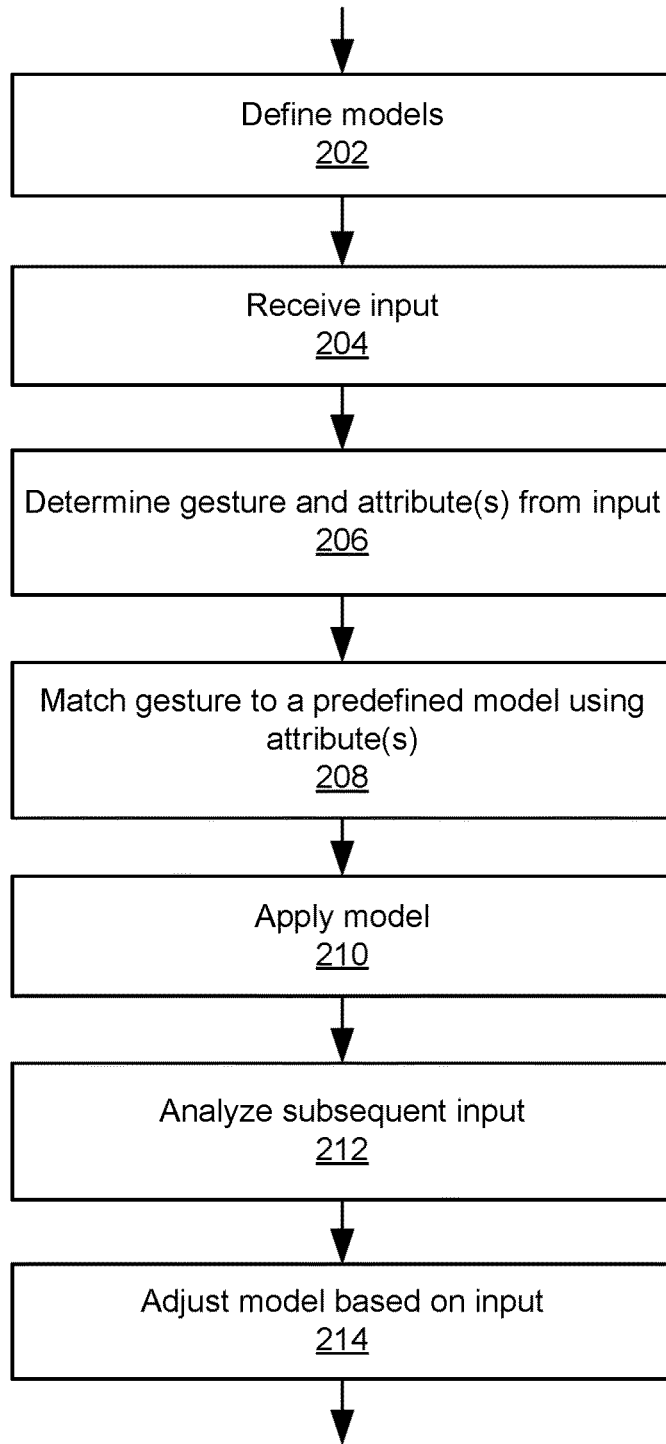 Define models
202
Receive input
204
Determine gesture and attribute(s) from input
206
Match gesture to a predefined model using
attribute(s)
208
Apply model
210
Analyze subsequent input
212
Adjust model based on input
214